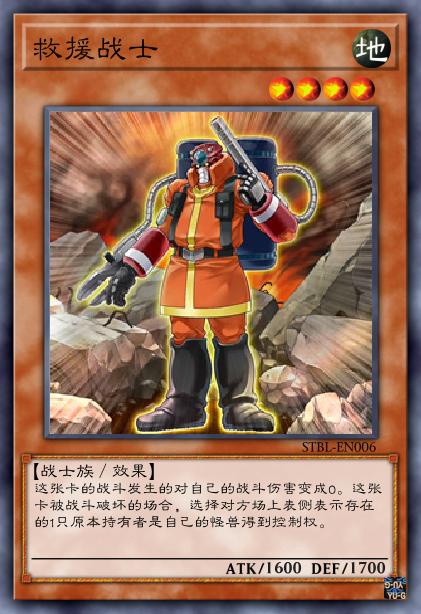 救援战士
地
STBL-EN006
【战士族/效果】
这张卡的战斗发生的对自己的战斗伤害变成0。这张
卡被战斗破坏的场合，选择对方场上表侧表示存在
的1只原本持有者是自己的怪兽得到控制权。
ATK/1600 DEF/1700